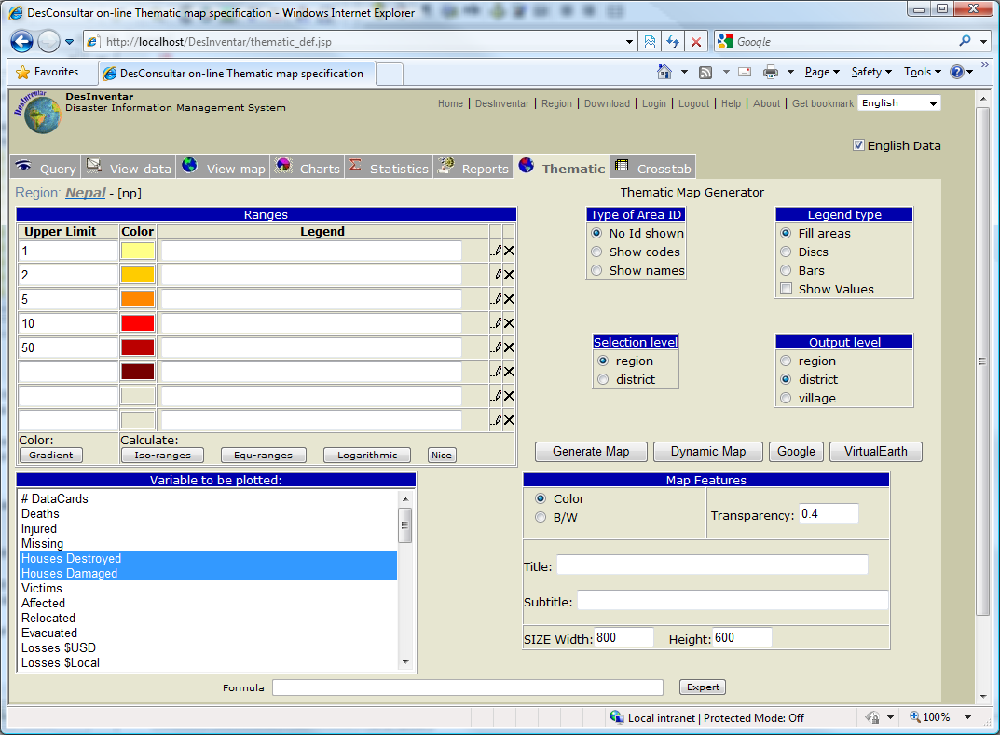 DesConsultar on-line Thematic map specification - Windows Internet Explorer
http://localhost/DesInventar/thematic_def.jsp
Google
Favorites
DesConsultar on-line Thematic map specification
Page Safety Tools
DesInventar
DesInventar
Disaster Information Management System
Home | DesInventar | Region | Download | Login | Logout | Help | About | Get bookmark English
English Data
Query View data View map Charts Statistics Reports Thematic Crosstab
Region: Nepal - [np]
Thematic Map Generator
Ranges
Upper Limit Color Legend
1
2
5
10
50
Color: Calculate:
Gradient Iso-ranges Equ-ranges Logarithmic Nice
Type of Area ID
No Id shown
Show codes
Show names
Legend type
Fill areas
Discs
Bars
Show Values
Selection level
region
district
Output level
region
district
village
Generate Map Dynamic Map Google VirtualEarth
Variable to be plotted:
# DataCards
Deaths
Injured
Missing
Houses Destroyed
Houses Damaged
Victims
Affected
Relocated
Evacuated
Losses $USD
Losses $Local
Map Features
Color
B/W
Transparency: 0.4
Title:
Subtitle:
SIZE Width: 800 Height: 600
Formula Expert
Local intranet | Protected Mode: Off 100%